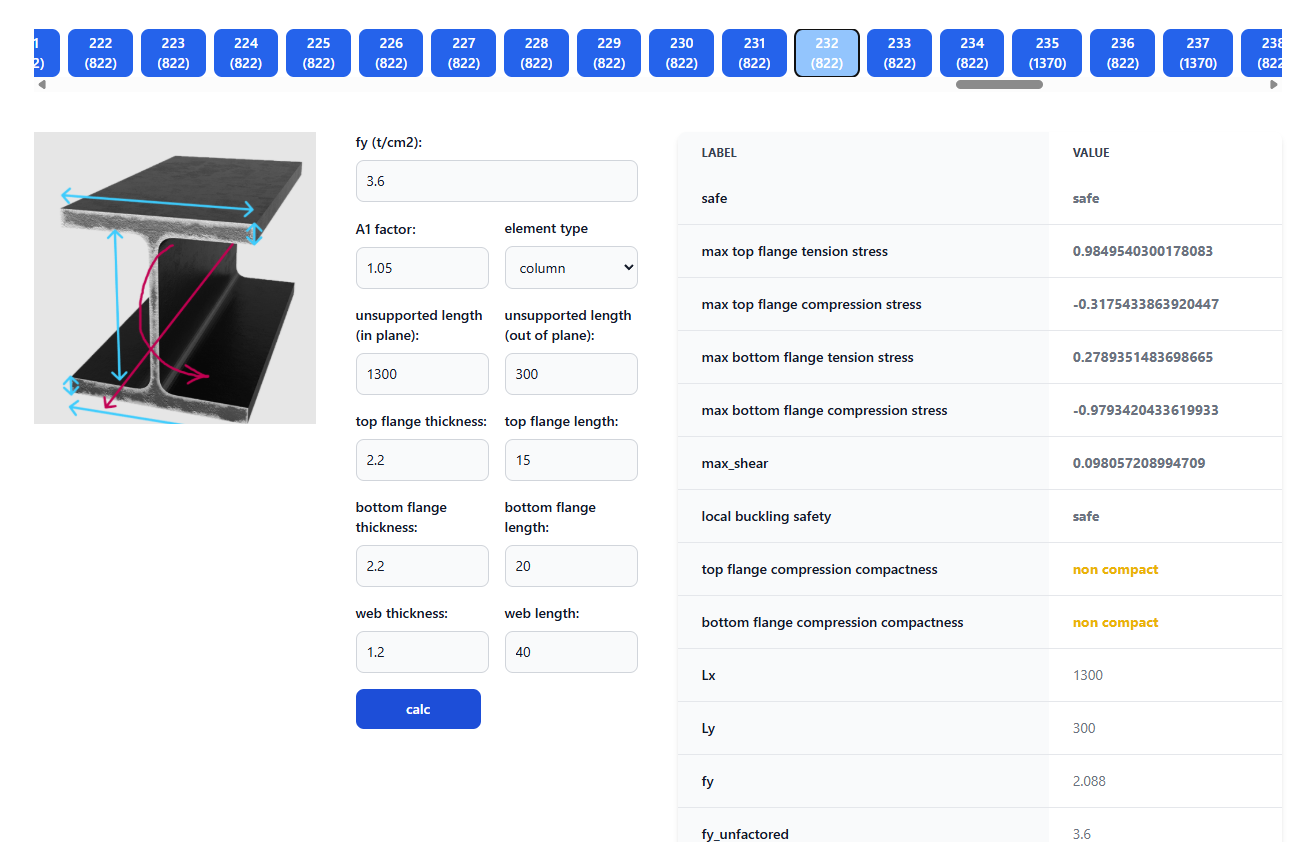 1 222 223 224 225 226 227 228 229 230 231 232 233 234 235 236 237 238
2) (822) (822) (822) (822) (822) (822) (822) (822) (822) (822) (822) (822) (822) (1370) (822) (1370) (822
fy (t/cm2):
3.6
A1 factor: element type
1.05 column
unsupported length (in plane): unsupported length (out of plane):
1300 300
top flange thickness: top flange length:
2.2 15
bottom flange thickness: bottom flange length:
2.2 20
web thickness: web length:
1.2 40
calc
LABEL VALUE
safe safe
max top flange tension stress 0.9849540300178083
max top flange compression stress -0.3175433863920447
max bottom flange tension stress 0.2789351483698665
max bottom flange compression stress -0.9793420433619933
max_shear 0.098057208994709
local buckling safety safe
top flange compression compactness non compact
bottom flange compression compactness non compact
Lx 1300
Ly 300
fy 2.088
fy_unfactored 3.6